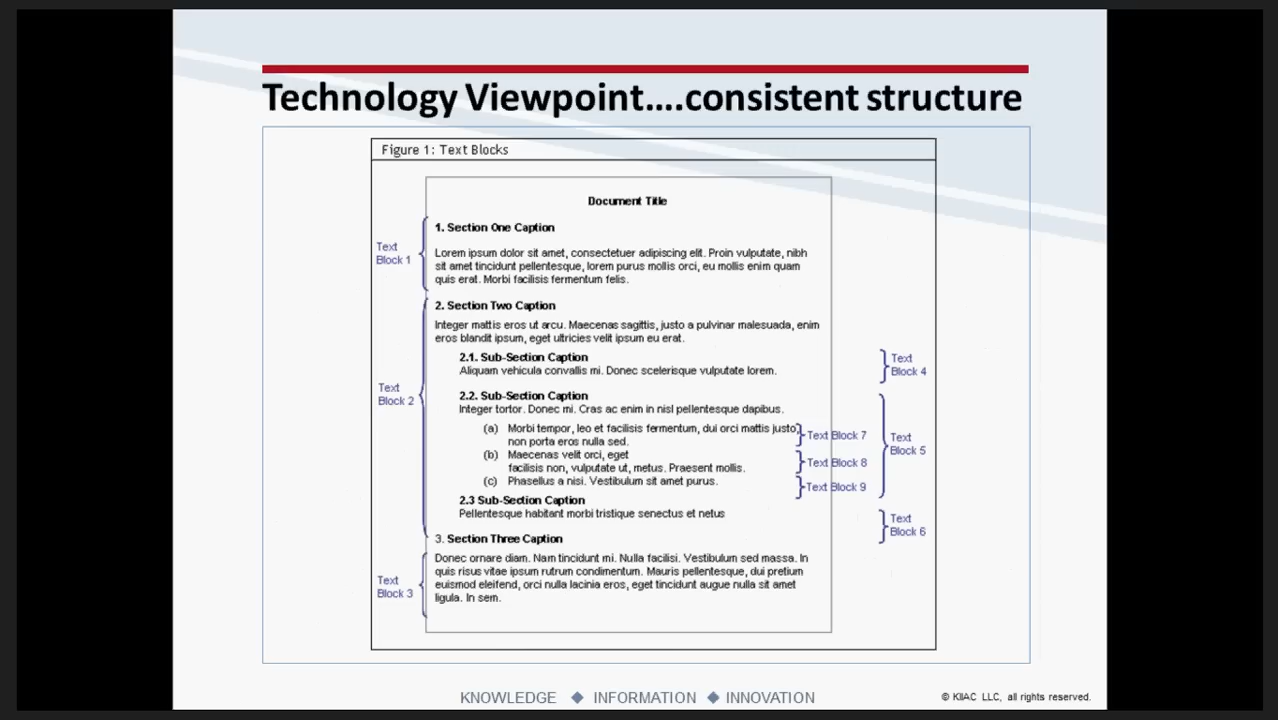 Technology Viewpoint....consistent structure
Figure 1: Text Blocks
Document Title
Text
Block 1
1. Section One Caption
Lorem ipsum dolor sit amet, consectetuer adipiscing elit. Proin vulputate, nibh
sit amet tincidunt pellentesque, lorem purus mollis orci, eu mollis enim quam
quis erat. Morbi facilisis fermentum felis.
Text
Block 2
2. Section Two Caption
Integer mattis eros ut arcu. Maecenas sagittis, justo a pulvinar malesuada, enim
eros blandit ipsum, eget ultricies velit ipsum eu erat.
2.1. Sub-Section Caption
Aliquam vehicula convallis mi. Donec scelerisque vulputate lorem.
Text
Block 4
2.2. Sub-Section Caption
Integer tortor. Donec mi. Cras ac enim in nisl pellentesque dapibus.
(a) Morbi tempor, leo et facilisis fermentum, dui orci mattis justo,
non porta eros nulla sed.
Text Block 7
(b) Maecenas velit orci, eget
facilisis non, vulputate ut, metus. Praesent mollis.
Text Block 8
(c) Phasellus a nisi. Vestibulum sit amet purus.
Text Block 9
Text
Block 5
2.3 Sub-Section Caption
Pellentesque habitant morbi tristique senectus et netus
Text
Block 6
3. Section Three Caption
Donec ornare diam. Nam tincidunt mi. Nulla facilisi. Vestibulum sed massa. In
quis risus vitae ipsum rutrum condimentum. Mauris pellentesque, dui pretium
euismod eleifend, orci nulla lacinia eros, eget tincidunt augue nulla sit amet
ligula. In sem.
Text
Block 3
KNOWLEDGE ◆ INFORMATION ◆ INNOVATION
© KIIAC LLC, all rights reserved.